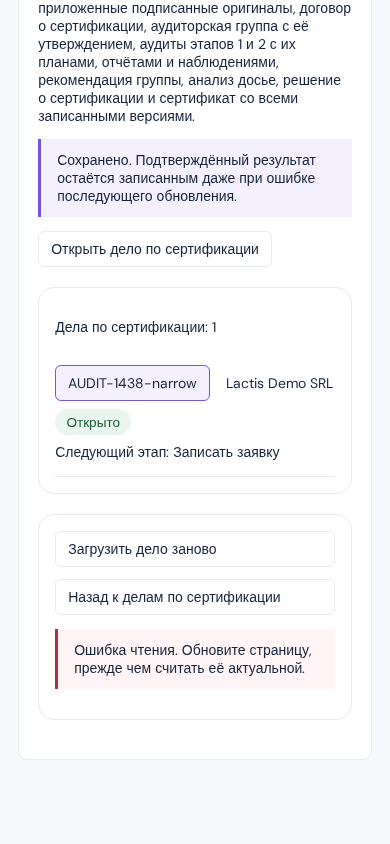 приложенные подписанные оригиналы, договор
о сертификации, аудиторская группа с её
утверждением, аудиты этапов 1 и 2 с их
планами, отчётами и наблюдениями,
рекомендация группы, анализ досье, решение
о сертификации и сертификат со всеми
записанными версиями.
Сохранено. Подтверждённый результат
остаётся записанным даже при ошибке
последующего обновления.
Открыть дело по сертификации
Дела по сертификации: 1
AUDIT-1438-narrow Lactis Demo SRL
Открыто
Следующий этап: Записать заявку
Загрузить дело заново
Назад к делам по сертификации
Ошибка чтения. Обновите страницу,
прежде чем считать её актуальной.